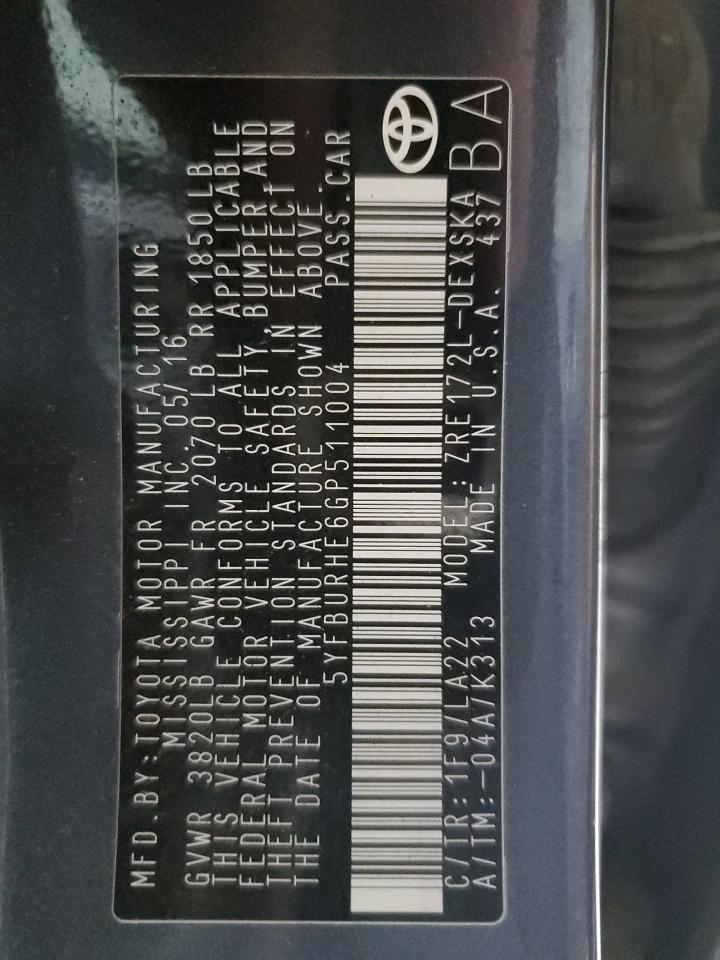 MFD.BY:TOYOTA MOTOR MANUFACTURING
MISSISSIPPI INC. 05/16
GVWR 3820LB GAWR FR 2070 LB RR 1850 LB
THIS VEHICLE CONFORMS TO ALL APPLICABLE
FEDERAL MOTOR VEHICLE SAFETY, BUMPER AND
THEFT PREVENTION STANDARDS IN EFFECT ON
THE DATE OF MANUFACTURE SHOWN ABOVE.
5YFBURHE6GP511004 PASS.CAR
C/TR:1F9/LA22 MODEL:ZRE172L-DEXSKA
A/TM:-04A/K313 MADE IN U.S.A. 437 BA